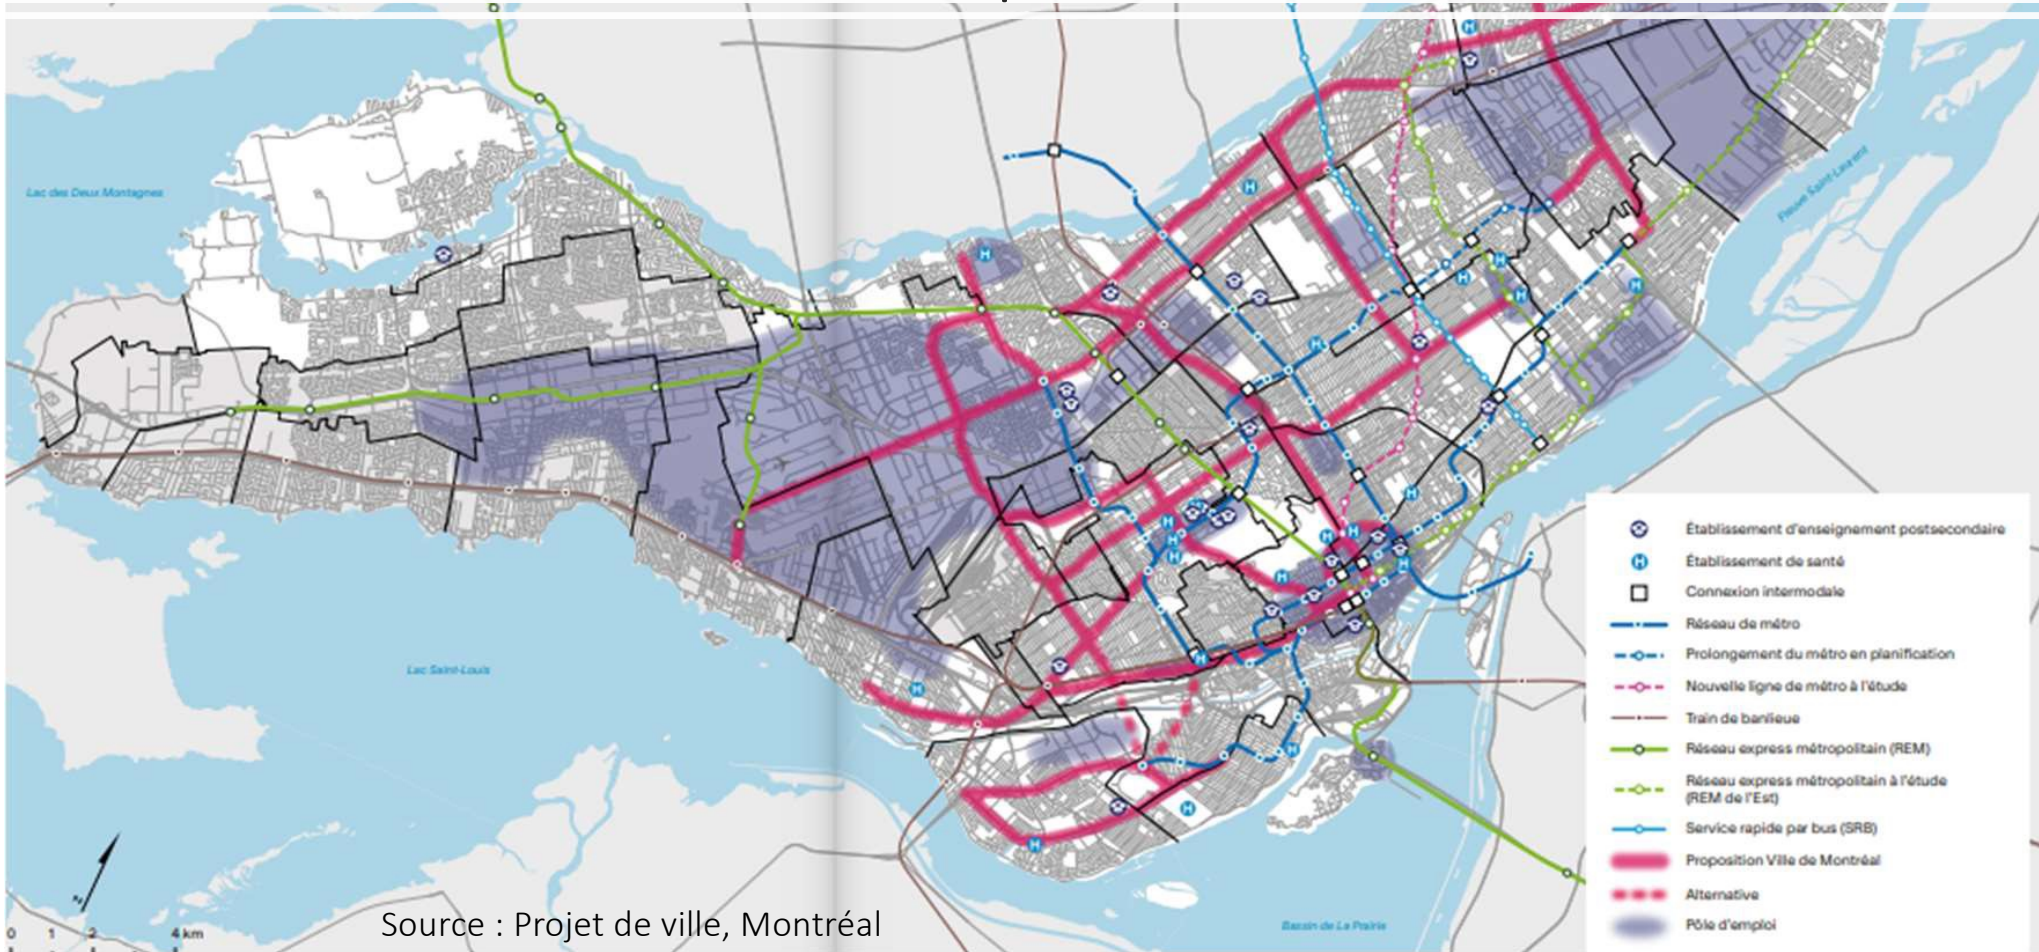 Lac des Deux Montagnes
Fleuve Saint-Laurent
Lac Saint-Louis
Bassin de La Prairie
Établissement d'enseignement postsecondaire
H Établissement de santé
Connexion intermodale
Réseau de métro
Prolongement du métro en planification
Nouvelle ligne de métro à l'étude
Train de banlieue
Réseau express métropolitain (REM)
Réseau express métropolitain à l'étude
(REM de l'Est)
Service rapide par bus (SRB)
Proposition Ville de Montréal
Alternative
Pôle d'emploi
N
0 1 2 4 km
Source : Projet de ville, Montréal